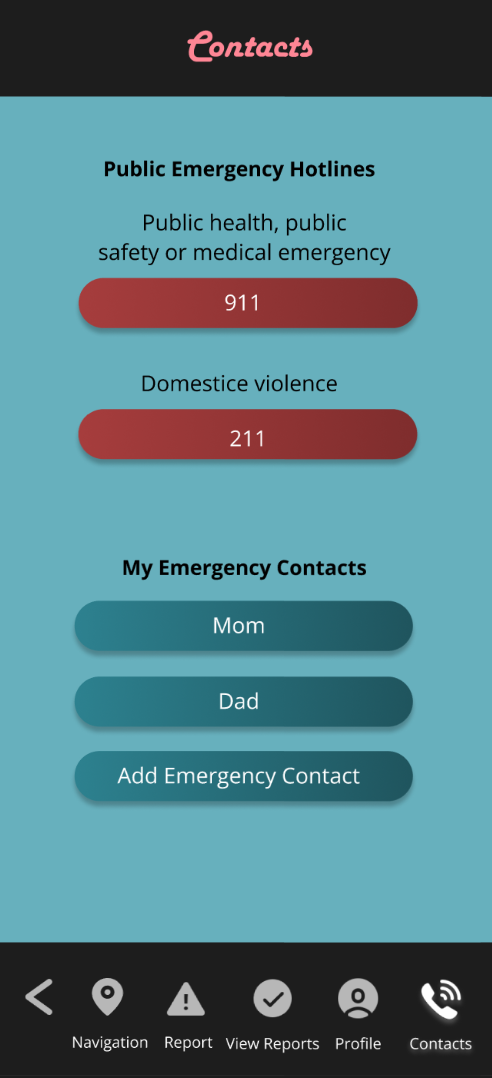 Contacts
Public Emergency Hotlines
Public health, public
safety or medical emergency
911
Domestice violence
211
My Emergency Contacts
Mom
Dad
Add Emergency Contact
Navigation
Report
View Reports
Profile
Contacts